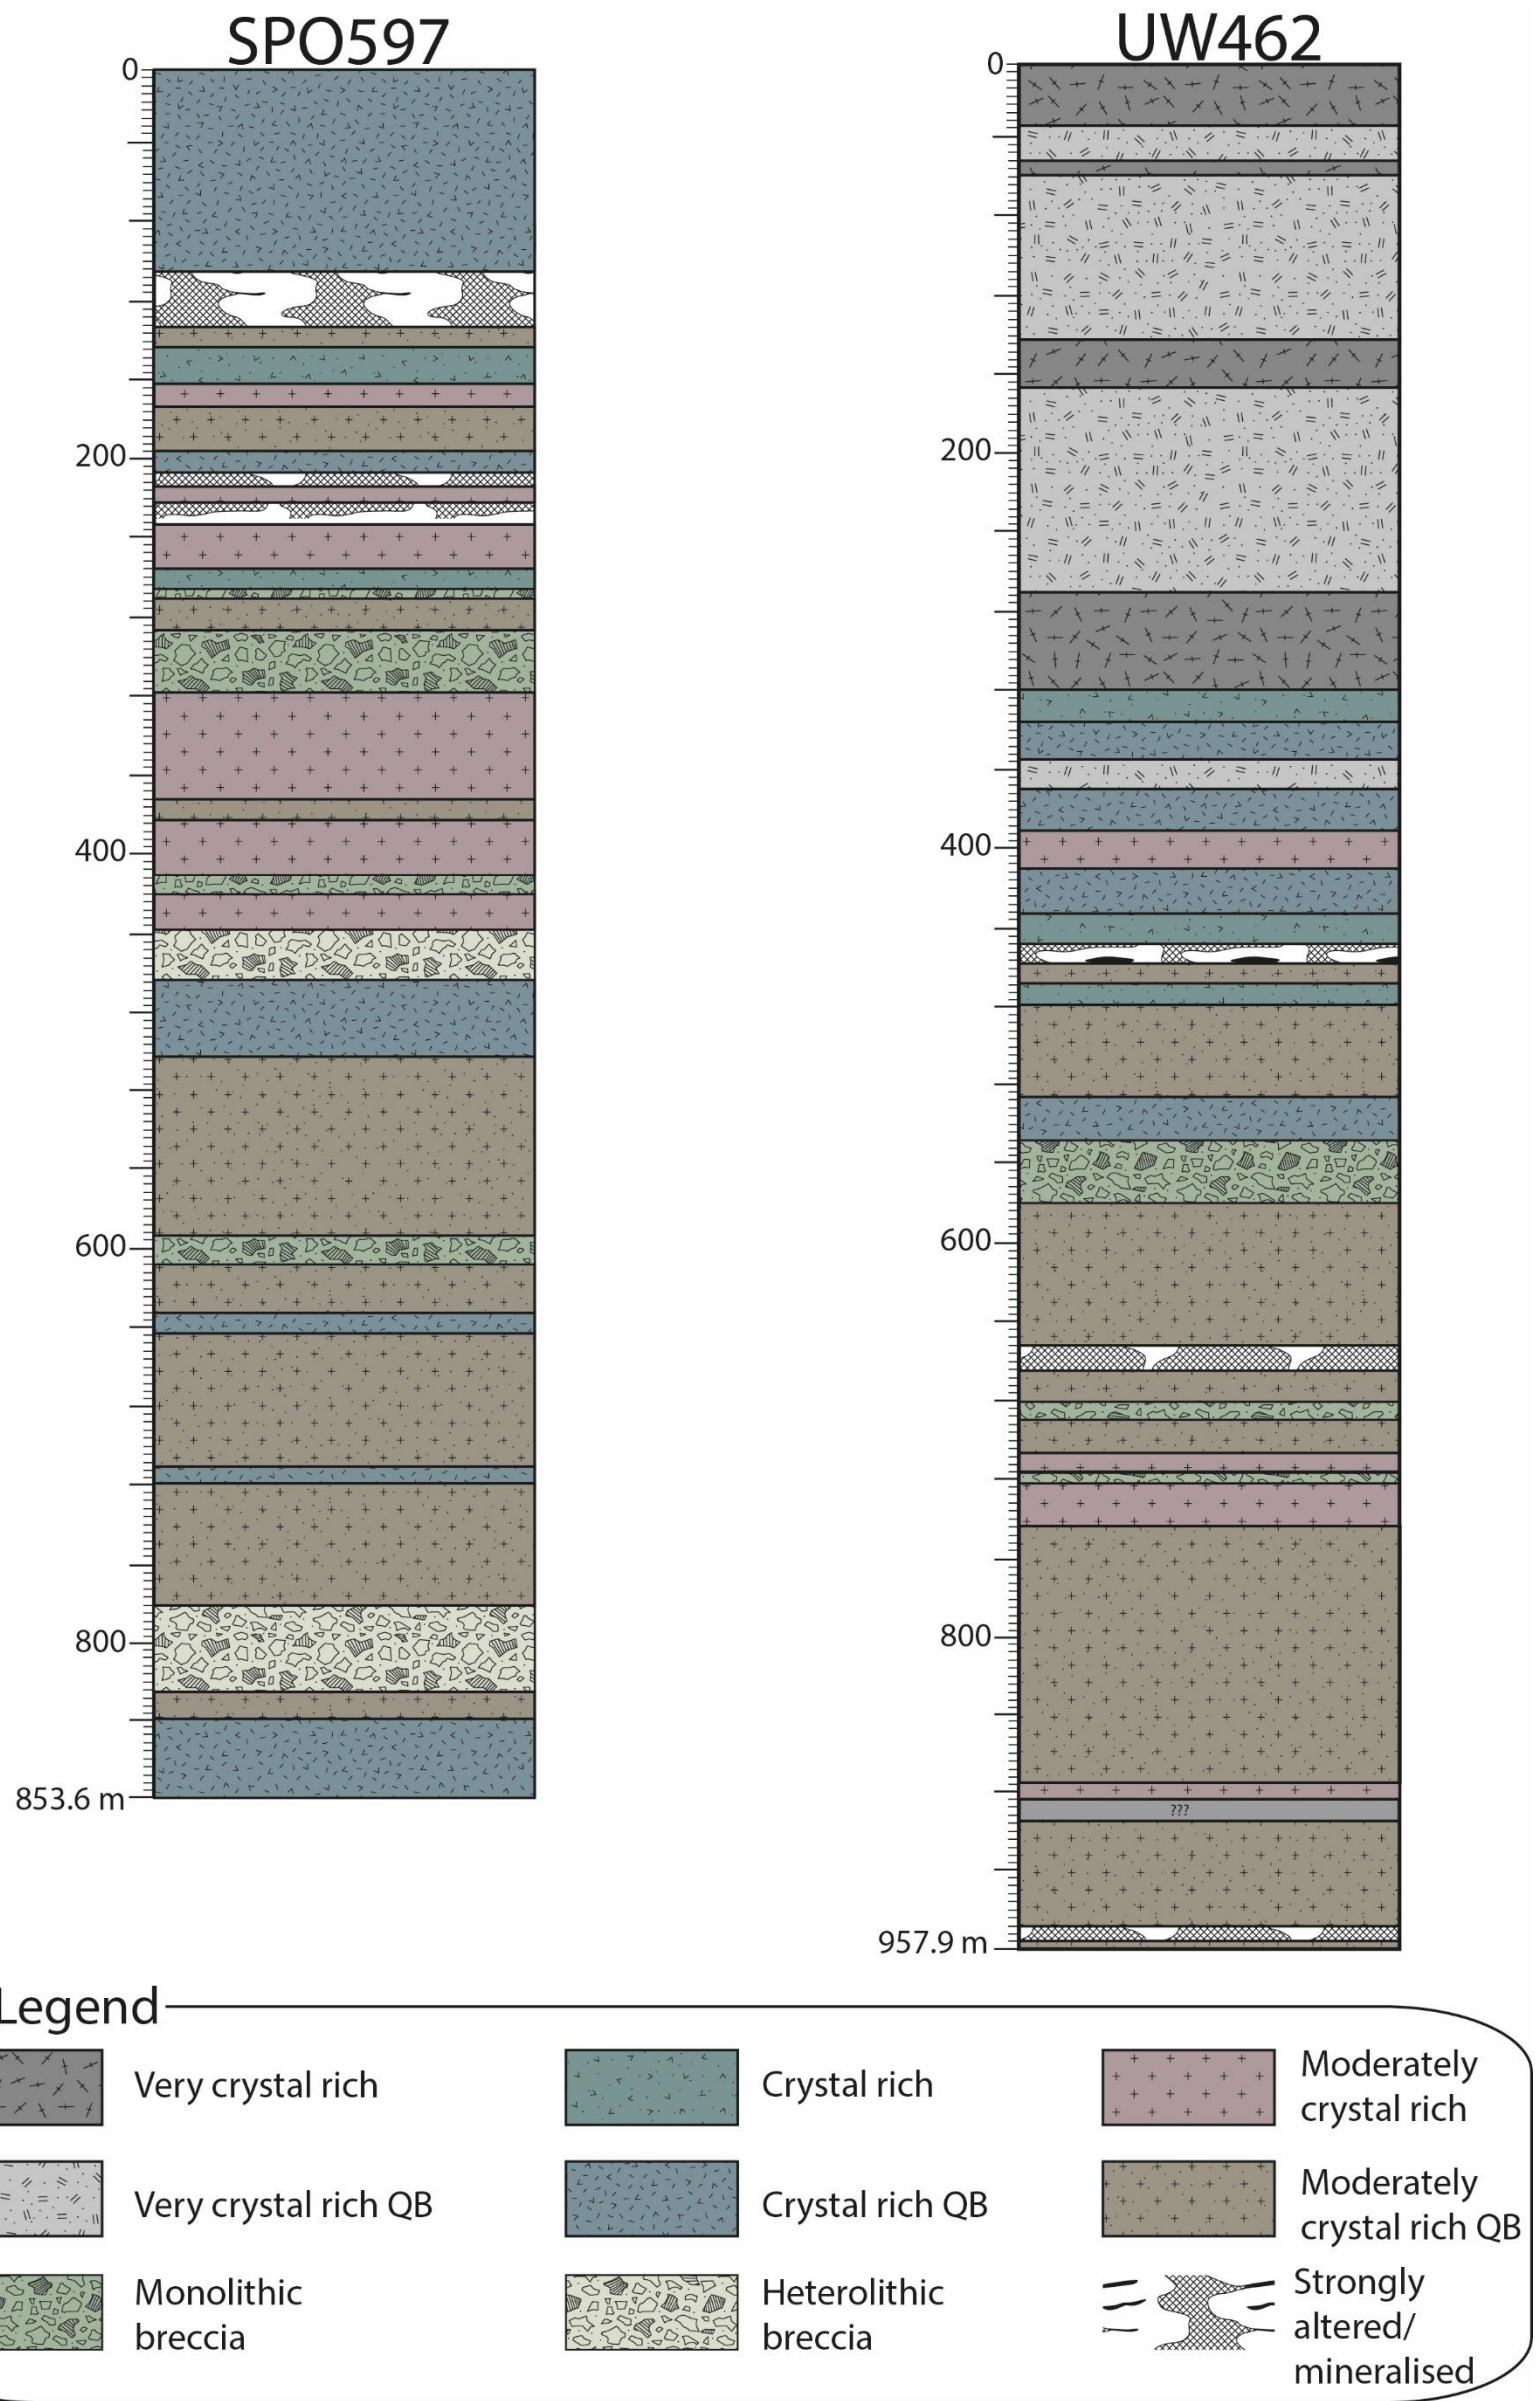 SPO597
UW462
0
200
400
600
800
853.6 m
0
200
400
600
800
???
957.9 m
Legend
Very crystal rich
Crystal rich
Moderately
crystal rich
Very crystal rich QB
Crystal rich QB
Moderately
crystal rich QB
Monolithic
breccia
Heterolithic
breccia
Strongly
altered/
mineralised